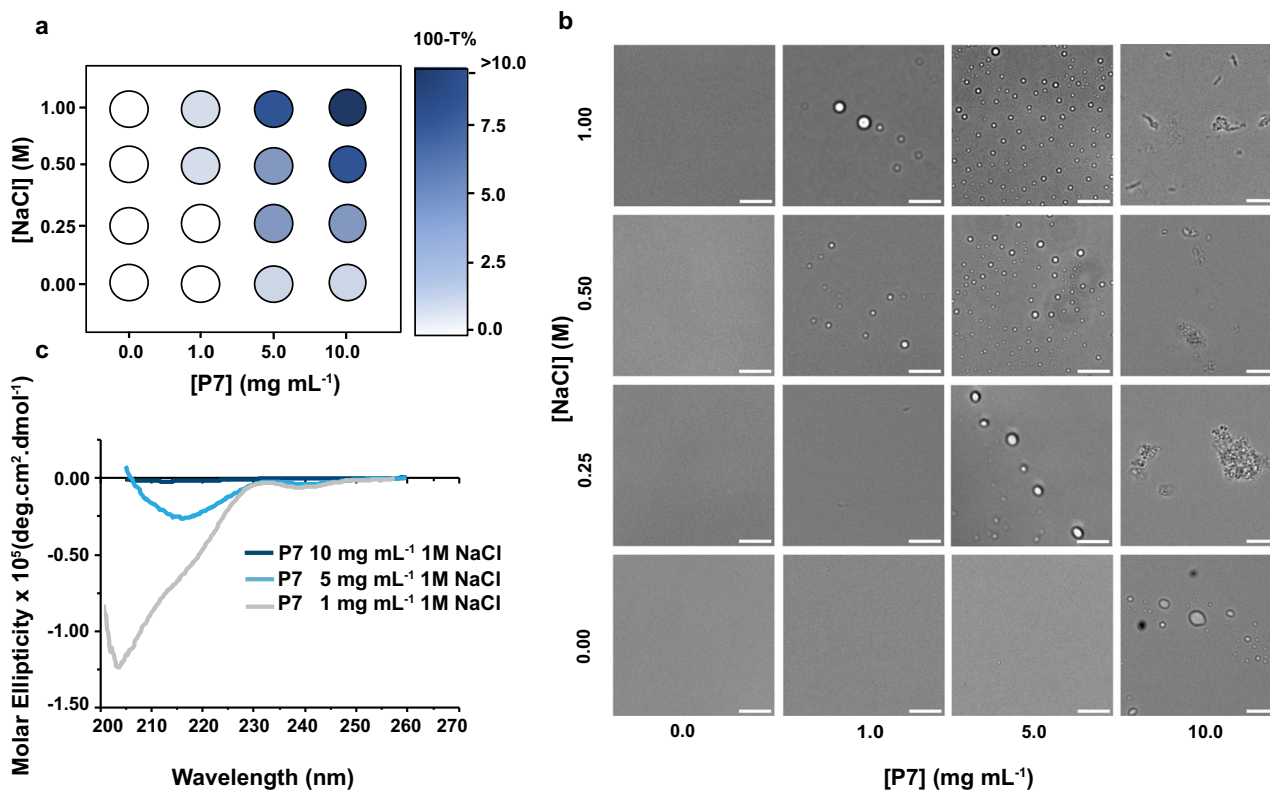 a
100-T%
>10.0
7.5
5.0
2.5
0.0
[NaCl] (M)
1.00
0.50
0.25
0.00
0.0 1.0 5.0 10.0
[P7] (mg mL-1)
b
[NaCl] (M)
1.00
0.50
0.25
0.00
0.0 1.0 5.0 10.0
[P7] (mg mL-1)
c
Molar Ellipticity x 10⁵(deg.cm².dmol-1)
0.00
-0.50
-1.00
-1.50
P7 10 mg mL-1 1M NaCl
P7 5 mg mL-1 1M NaCl
P7 1 mg mL-1 1M NaCl
200 210 220 230 240 250 260 270
Wavelength (nm)